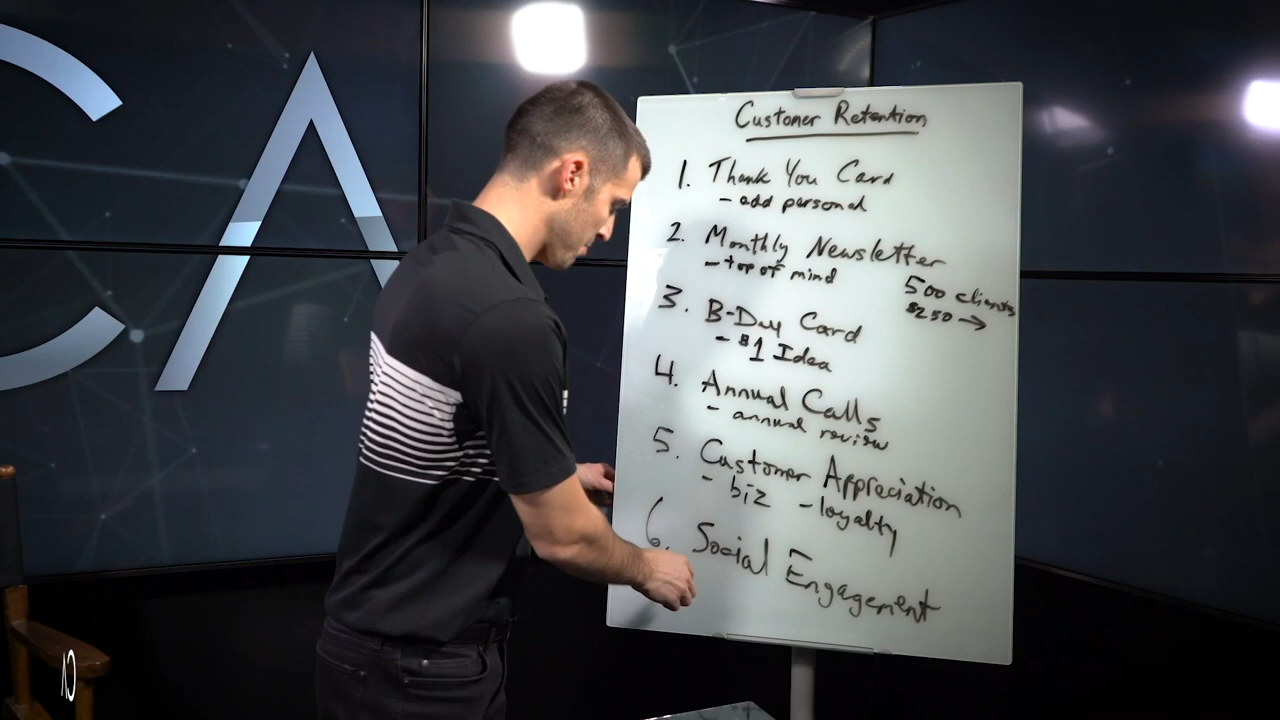 CA
Customer Retention
1. Thank You Card
- add personal
2. Monthly Newsletter
- top of mind
500 clients
$250 →
3. B-Day Card
- $1 Idea
4. Annual Calls
- annual review
5. Customer Appreciation
- biz - loyalty
6. Social Engagement